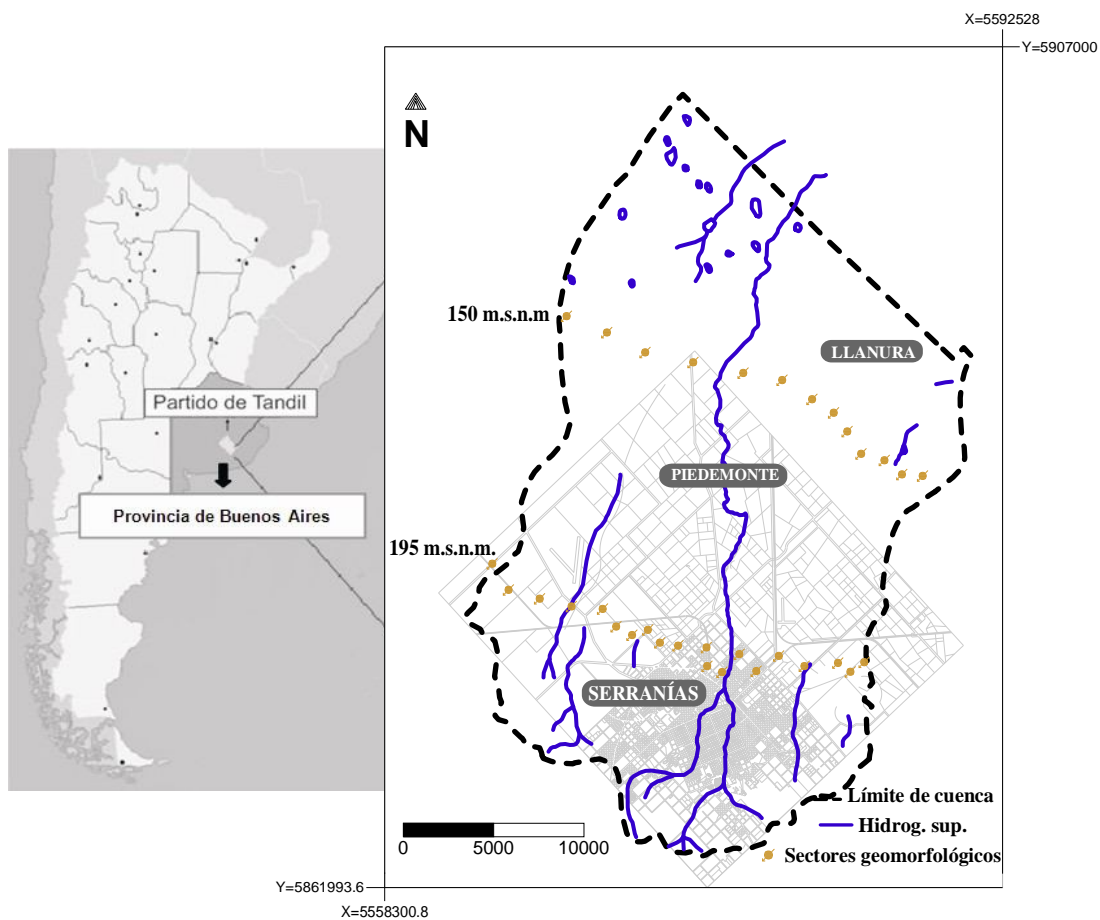 X=5592528
Y=5907000
N
150 m.s.n.m
LLANURA
Partido de Tandil
PIEDEMONTE
Provincia de Buenos Aires
195 m.s.n.m.
SERRANÍAS
Límite de cuenca
Hidrog. sup.
Sectores geomorfológicos
0 5000 10000
Y=5861993.6
X=5558300.8